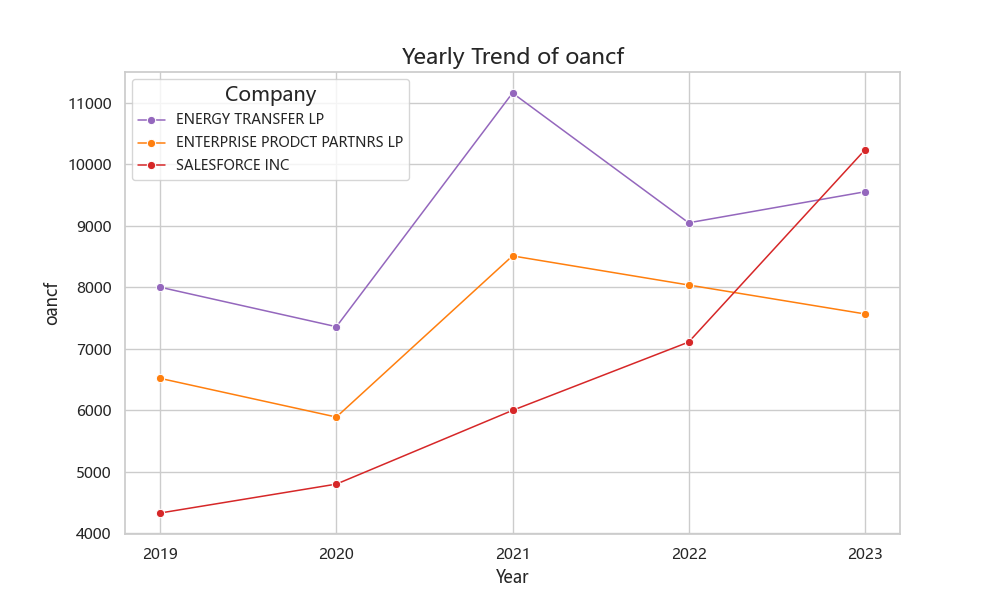 Yearly Trend of oancf
Company
ENERGY TRANSFER LP
ENTERPRISE PRODCT PARTNRS LP
SALESFORCE INC
11000
10000
9000
8000
7000
6000
5000
4000
oancf
2019 2020 2021 2022 2023
Year